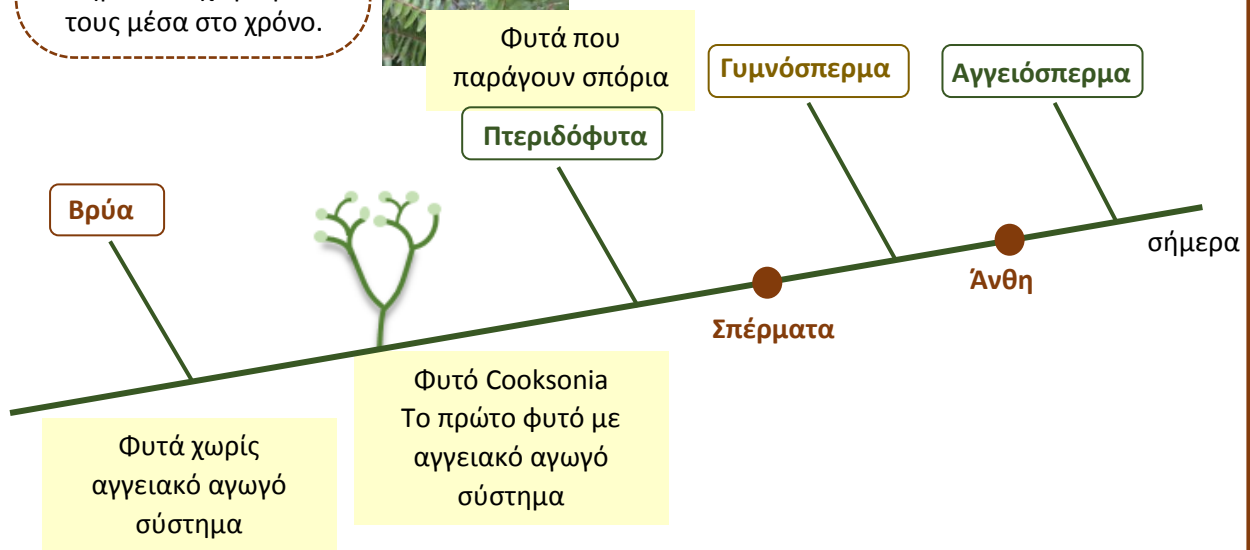 τους μέσα στο χρόνο.
Φυτά που
παράγουν σπόρια
Γυμνόσπερμα
Αγγειόσπερμα
Πτεριδόφυτα
Βρύα
σήμερα
Άνθη
Σπέρματα
Φυτό Cooksonia
Το πρώτο φυτό με
αγγειακό αγωγό
σύστημα
Φυτά χωρίς
αγγειακό αγωγό
σύστημα